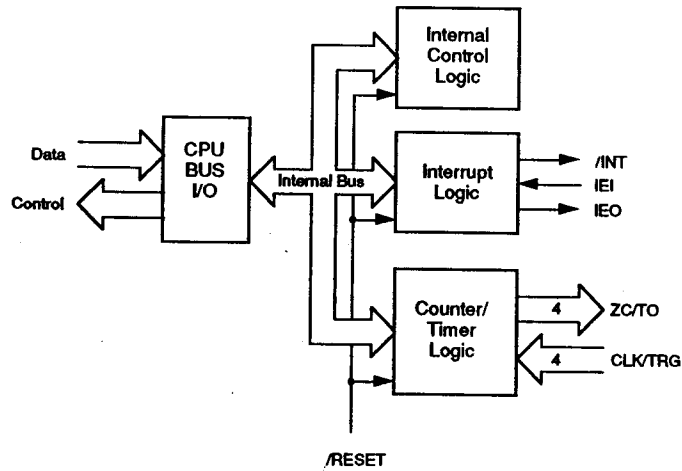 Internal
Control
Logic
Data
Control
CPU
BUS
I/O
Internal Bus
Interrupt
Logic
/INT
IEI
IEO
Counter/
Timer
Logic
4
ZC/TO
4
CLK/TRG
/RESET